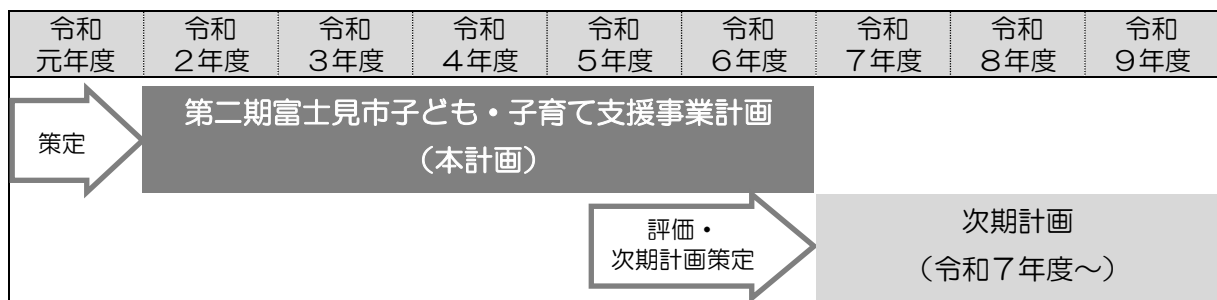 令和 令和 令和 令和 令和 令和 令和 令和 令和
元年度 2年度 3年度 4年度 5年度 6年度 7年度 8年度 9年度
第二期富士見市子ども・子育て支援事業計画
策定
（本計画）
評価・
次期計画策定
次期計画
（令和7年度～）